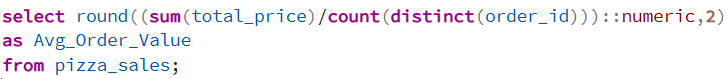 select round((sum(total_price)/count(distinct(order_id)))::numeric,2)
as Avg_Order_Value
from pizza_sales;